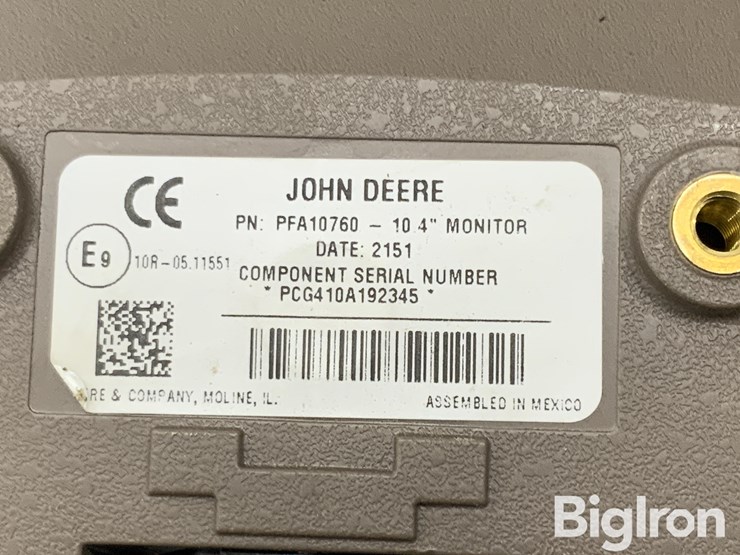 CE
JOHN DEERE
PN: PFA10760 - 10.4" MONITOR
DATE: 2151
E9
10R-05.11551
COMPONENT SERIAL NUMBER
* PCG410A192345 *
& COMPANY, MOLINE, IL.
ASSEMBLED IN MEXICO
BigIron